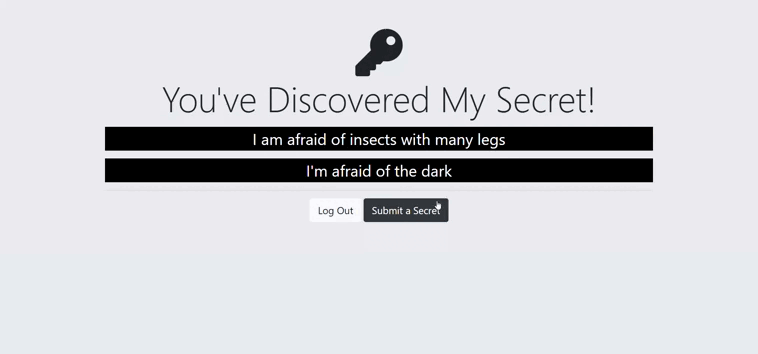 You've Discovered My Secret!
I am afraid of insects with many legs
I'm afraid of the dark
Log Out
Submit a Secret